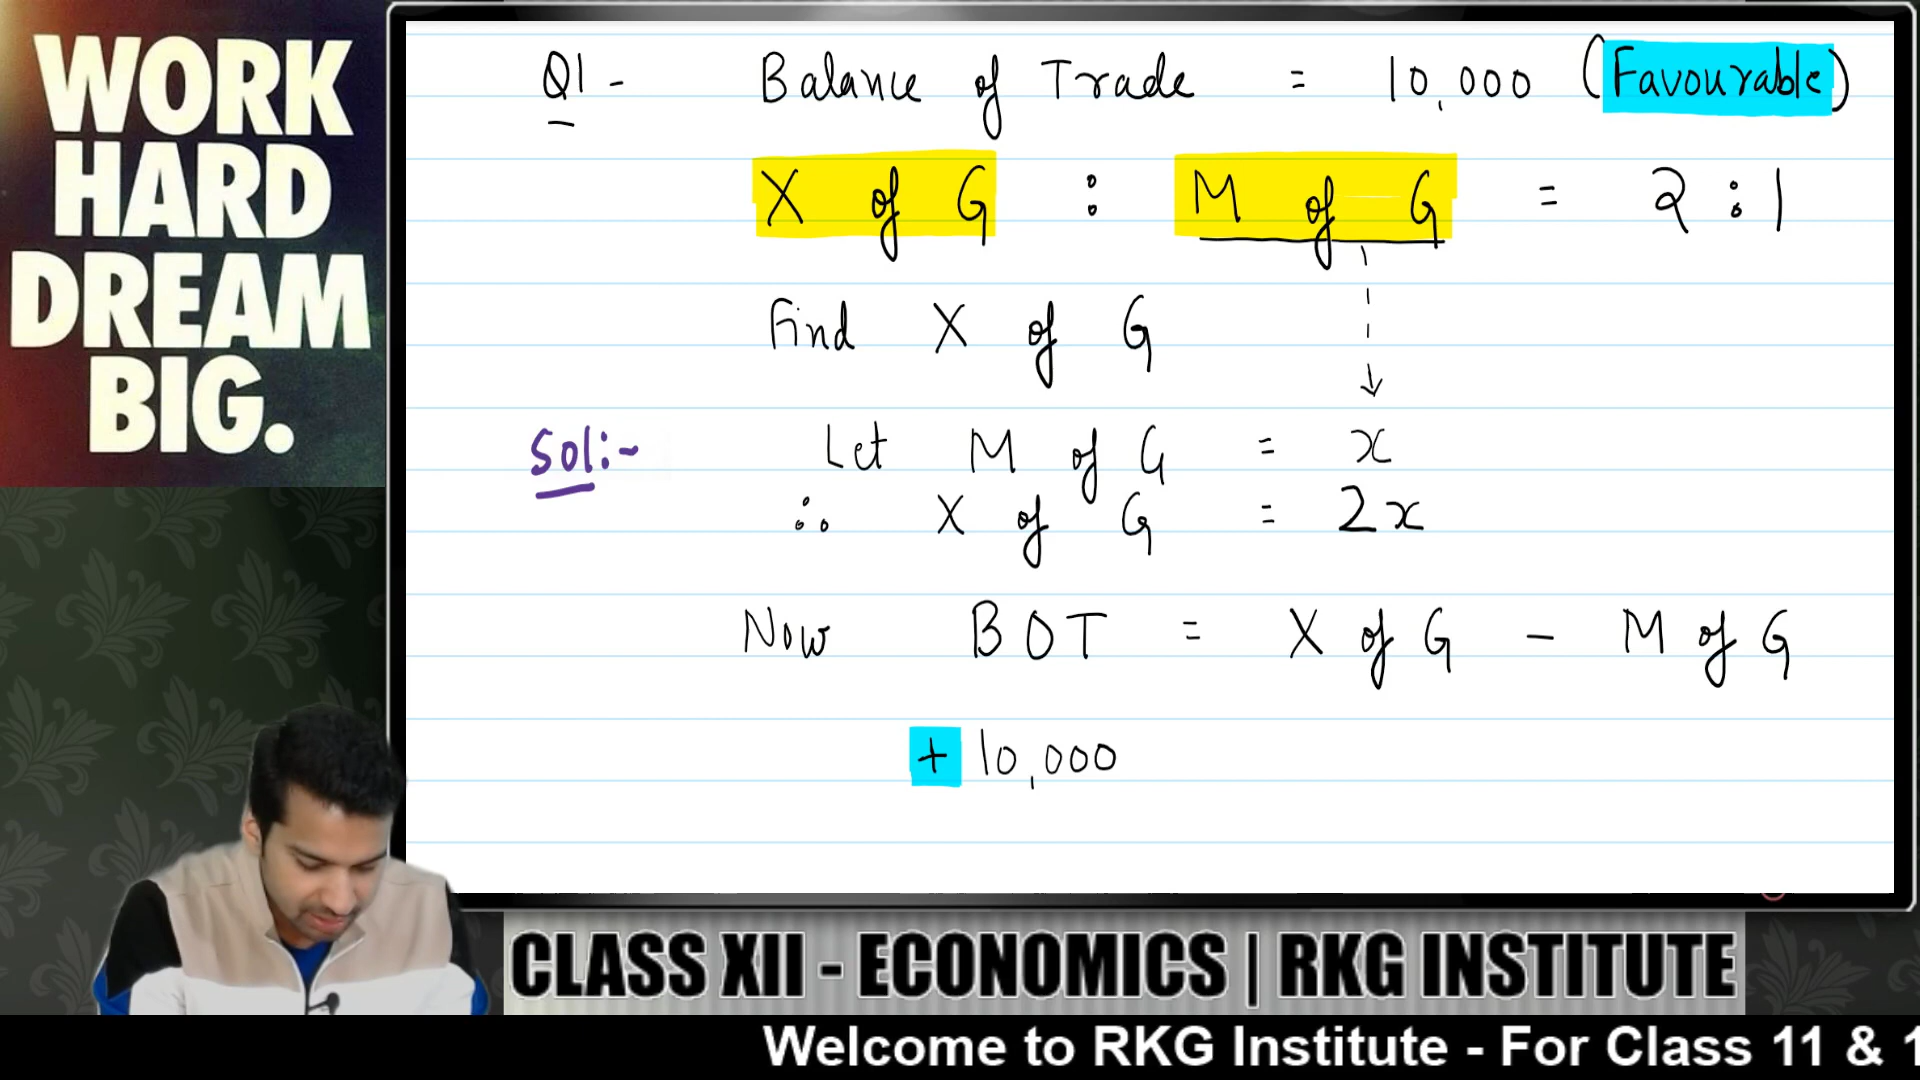 WORK
HARD
DREAM
BIG.
Q1 - Balance of Trade = 10,000 (Favourable)
X of G : M of G = 2 : 1
Find X of G
Sol:- Let M of G = x
∴ X of G = 2x
Now BOT = X of G - M of G
+ 10,000
CLASS XII - ECONOMICS | RKG INSTITUTE
Welcome to RKG Institute - For Class 11 & 1